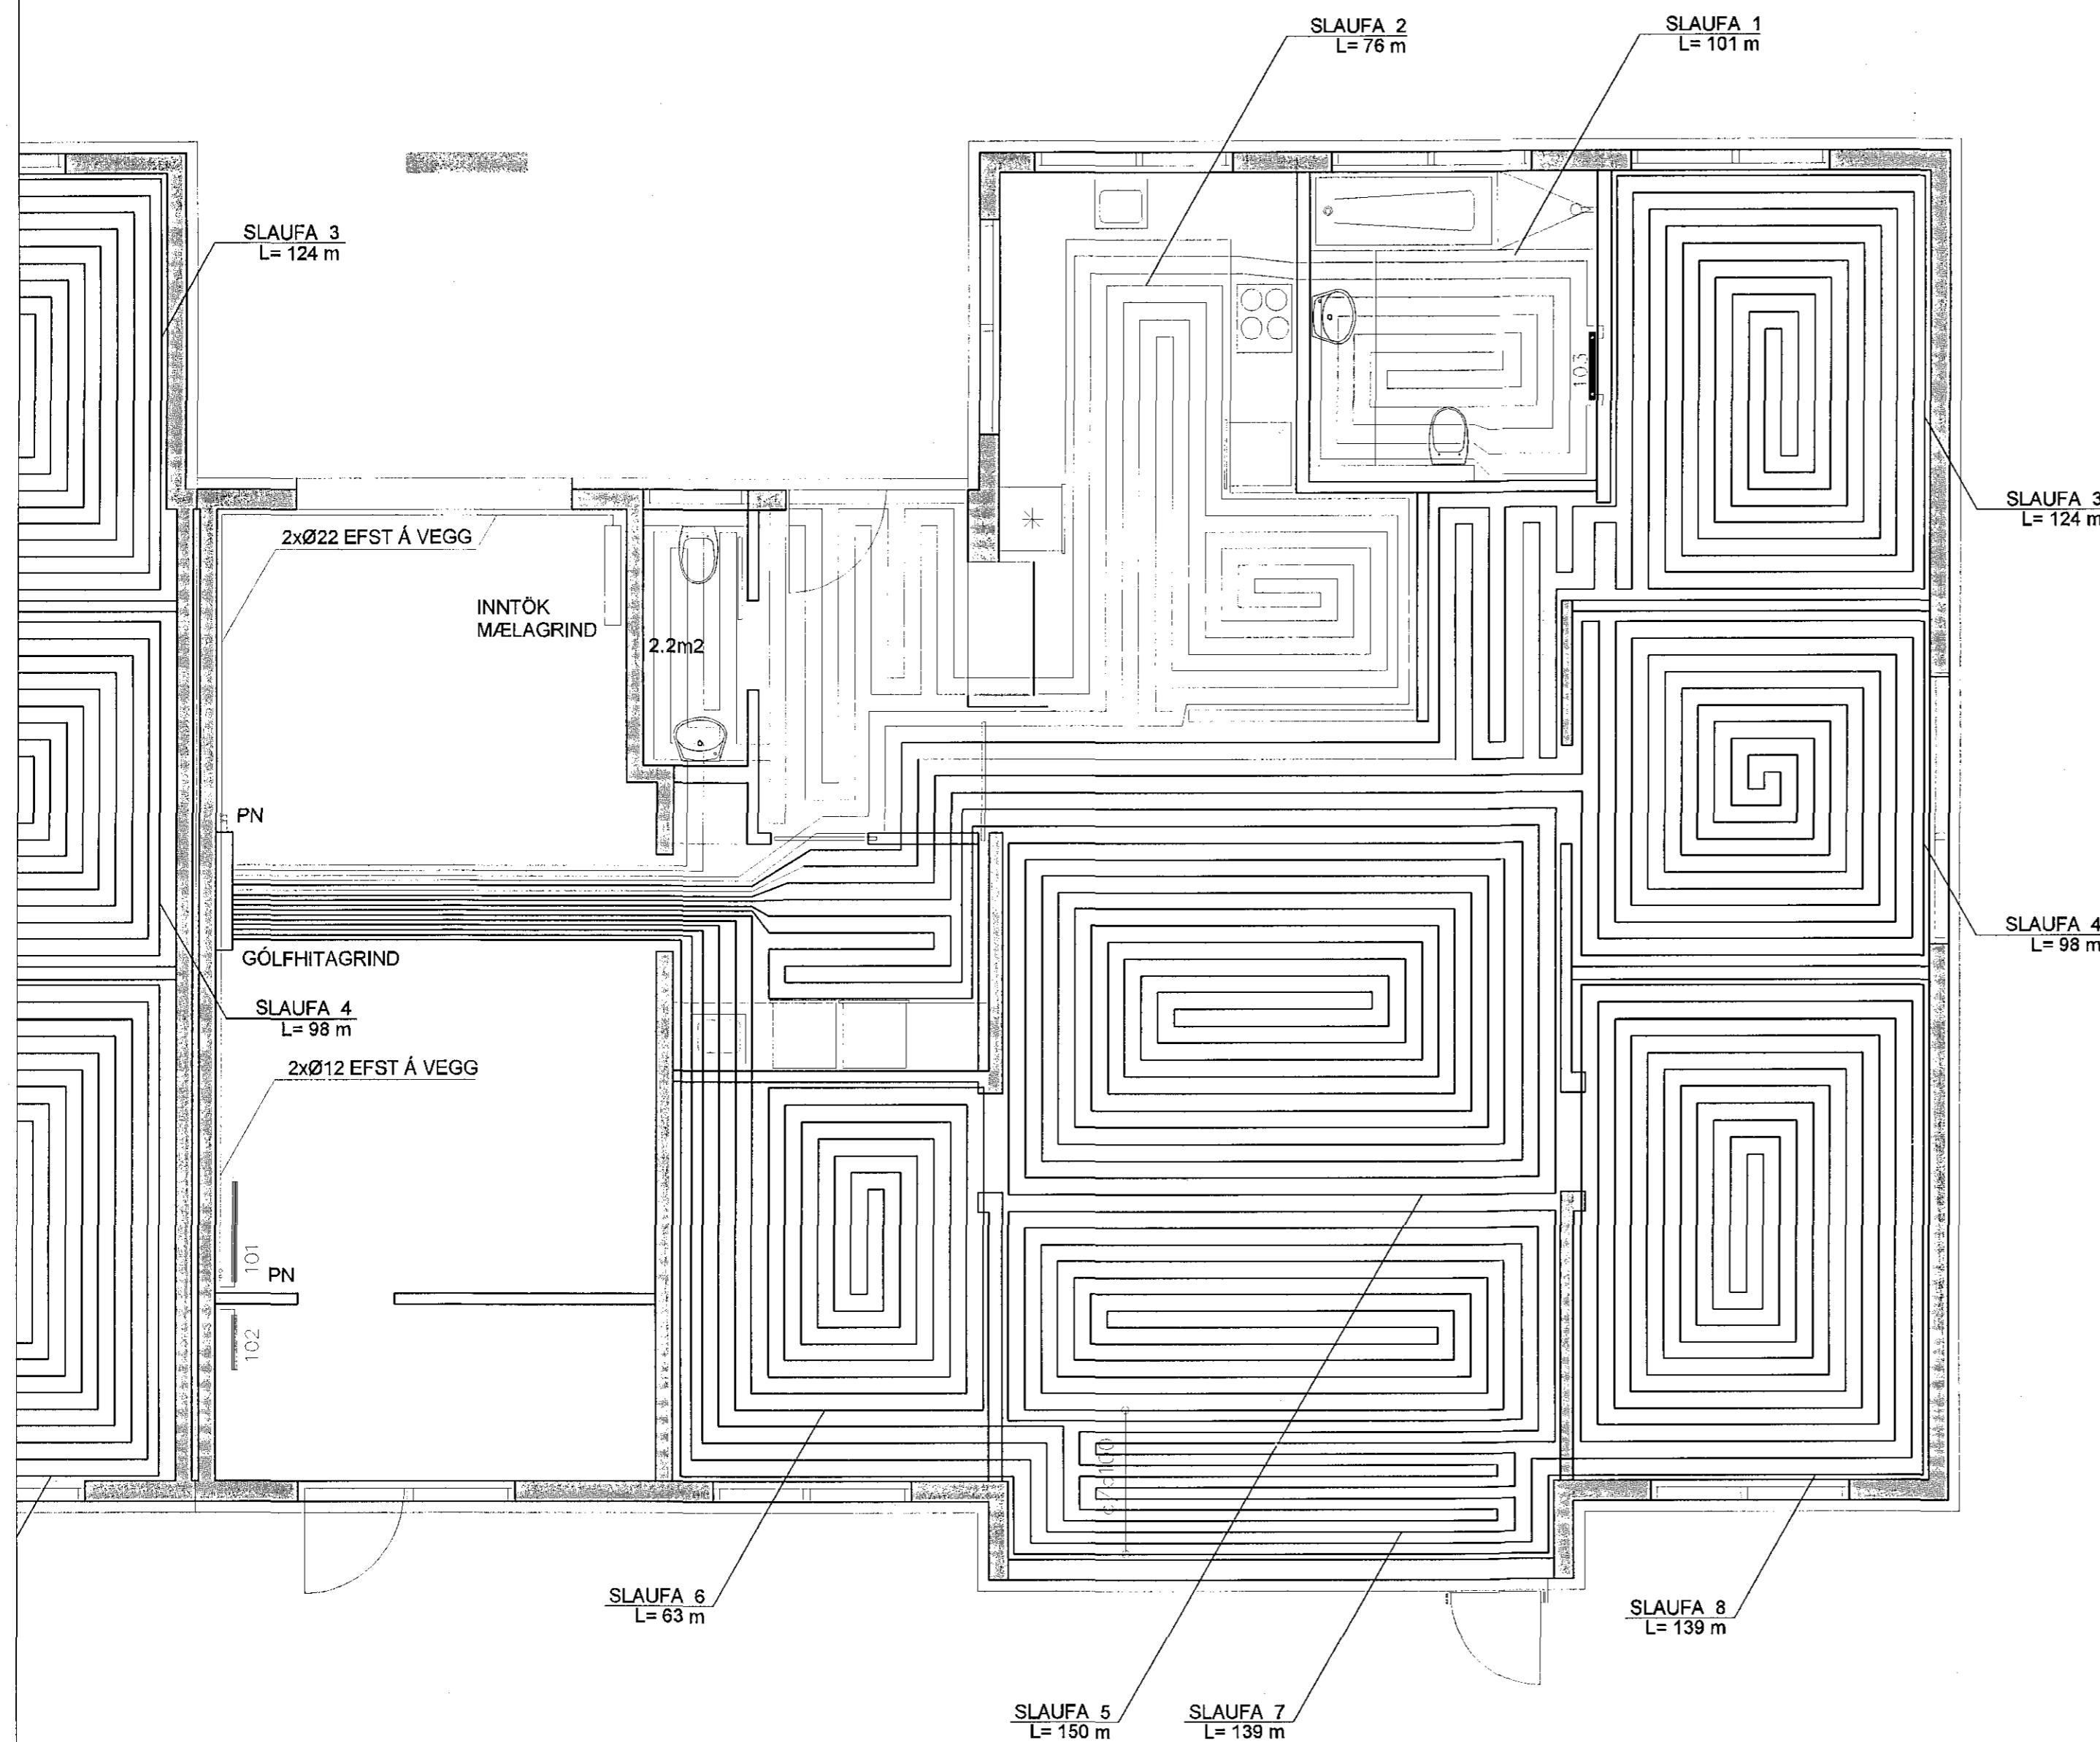 SLAUFA 2
L= 76 m
SLAUFA 1
L= 101 m
SLAUFA 3
L= 124 m
103
SLAUFA 3
L= 124 m
2xØ22 EFST Á VEGG
INNTÖK
MÆLAGRIND
2.2m2
PN
GÓLFHITAGRIND
SLAUFA 4
L= 98 m
SLAUFA 4
L= 98 m
2xØ12 EFST Á VEGG
101
PN
102
c/c100
SLAUFA 6
L= 63 m
SLAUFA 8
L= 139 m
SLAUFA 5
L= 150 m
SLAUFA 7
L= 139 m